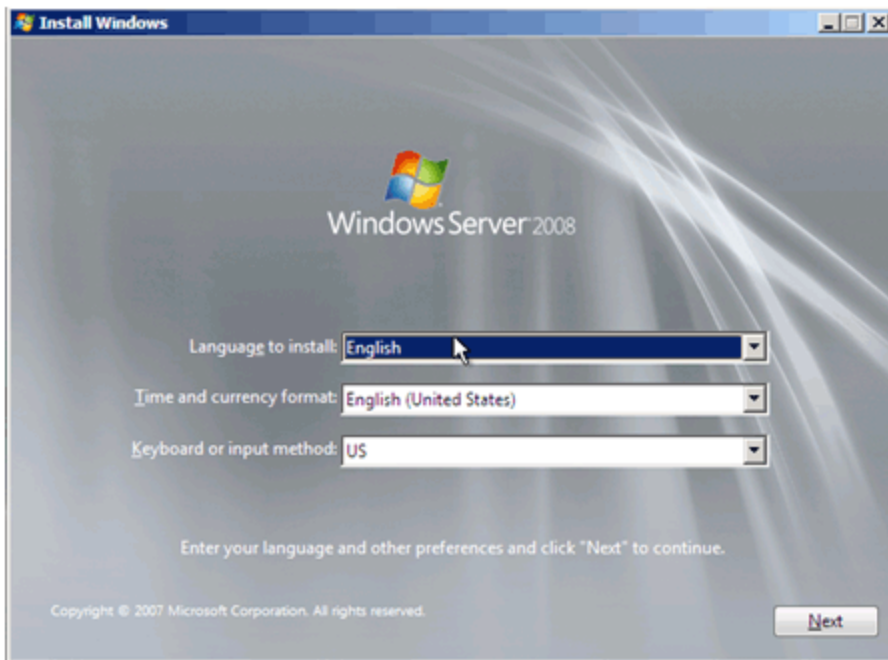 Install Windows
Windows Server 2008
Language to install: English
Time and currency format: English (United States)
Keyboard or input method: US
Enter your language and other preferences and click "Next" to continue.
Copyright © 2007 Microsoft Corporation. All rights reserved.
Next